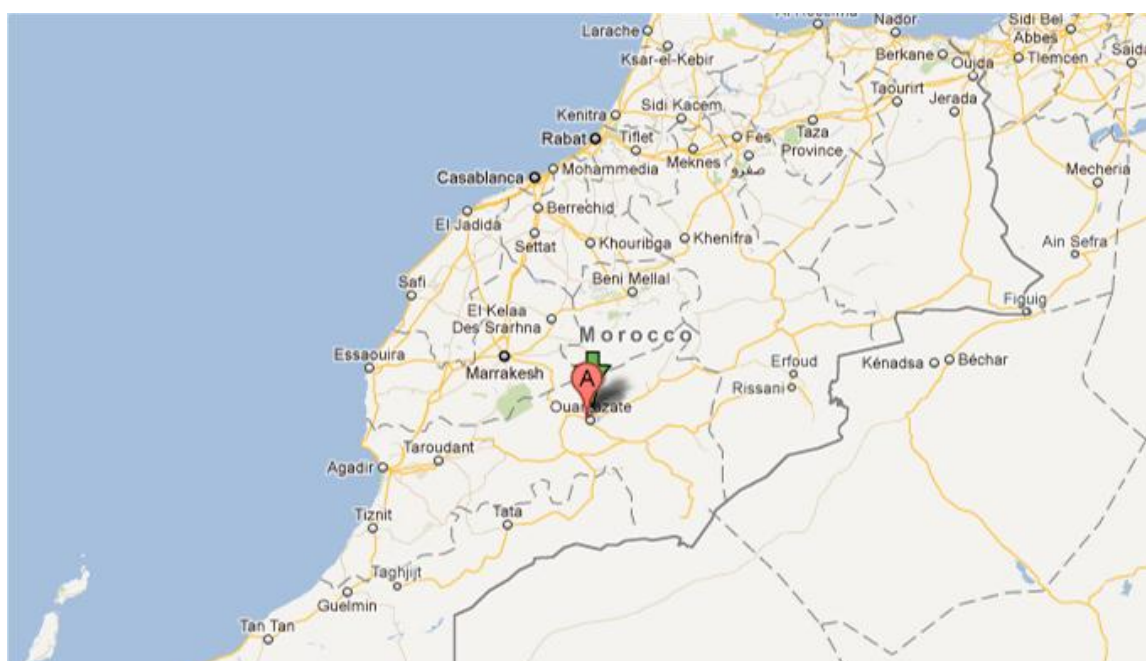 Al Hoceima
Nador
Sidi Bel
Abbes
Larache
Ksar-el-Kebir
Berkane
Oujda
Tlemcen
Saida
Taourirt
Jerada
Kenitra
Sidi Kacem
Rabat
Tiflet
Fes
Taza
Province
Meknes
صفرو
Mohammedia
Casablanca
Mecheria
Berrechid
El Jadida
Settat
Khouribga
Khenifra
Ain Sefra
Safi
Beni Mellal
Figuig
El Kelaa
Des Srarhna
Morocco
Essaouira
Marrakesh
Erfoud
Kénadsa
Béchar
Rissani
A
Ouarzazate
Taroudant
Agadir
Tiznit
Tata
Taghjijt
Guelmin
Tan Tan